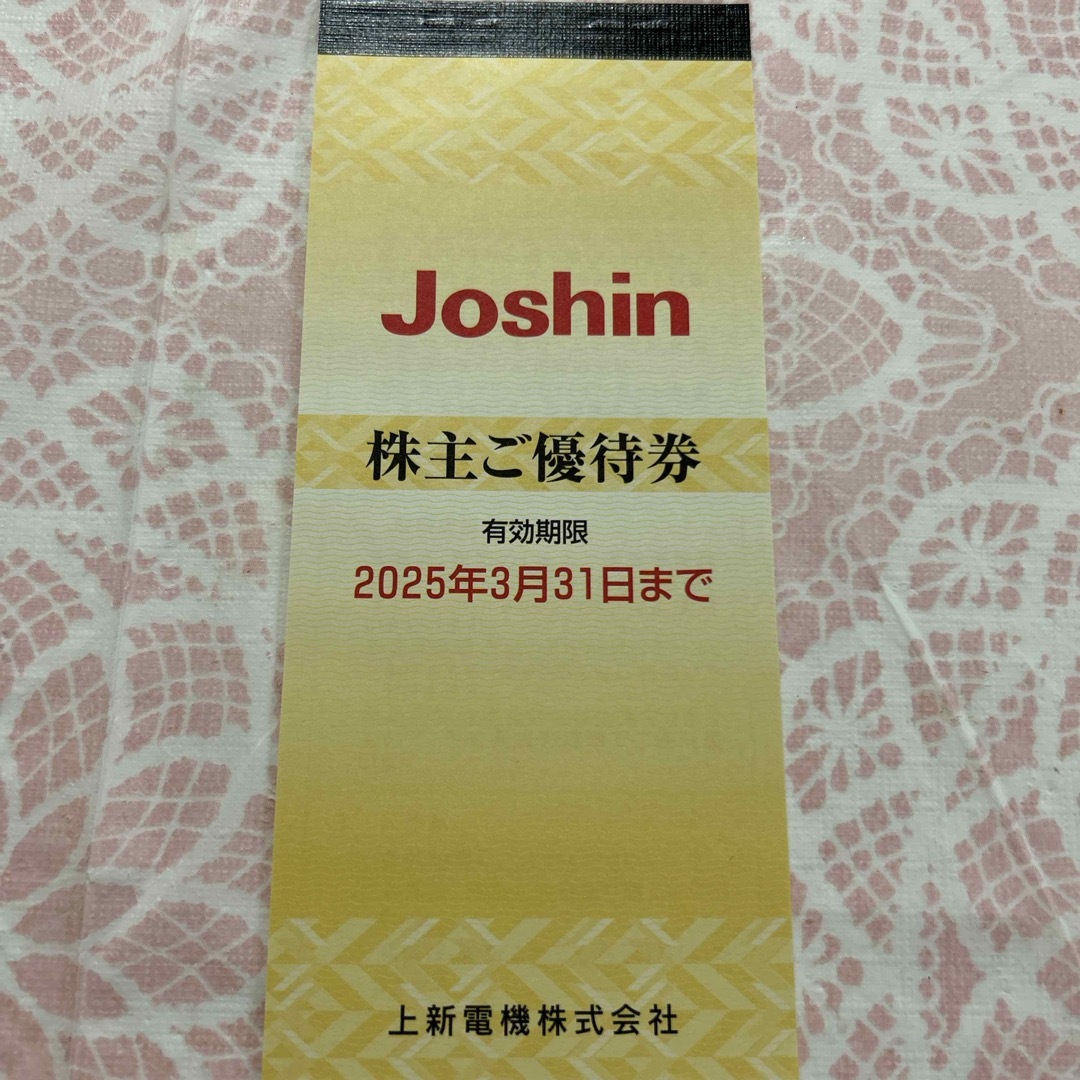 Joshin
株主ご優待券
有効期限
2025年3月31日まで
上新電機株式会社